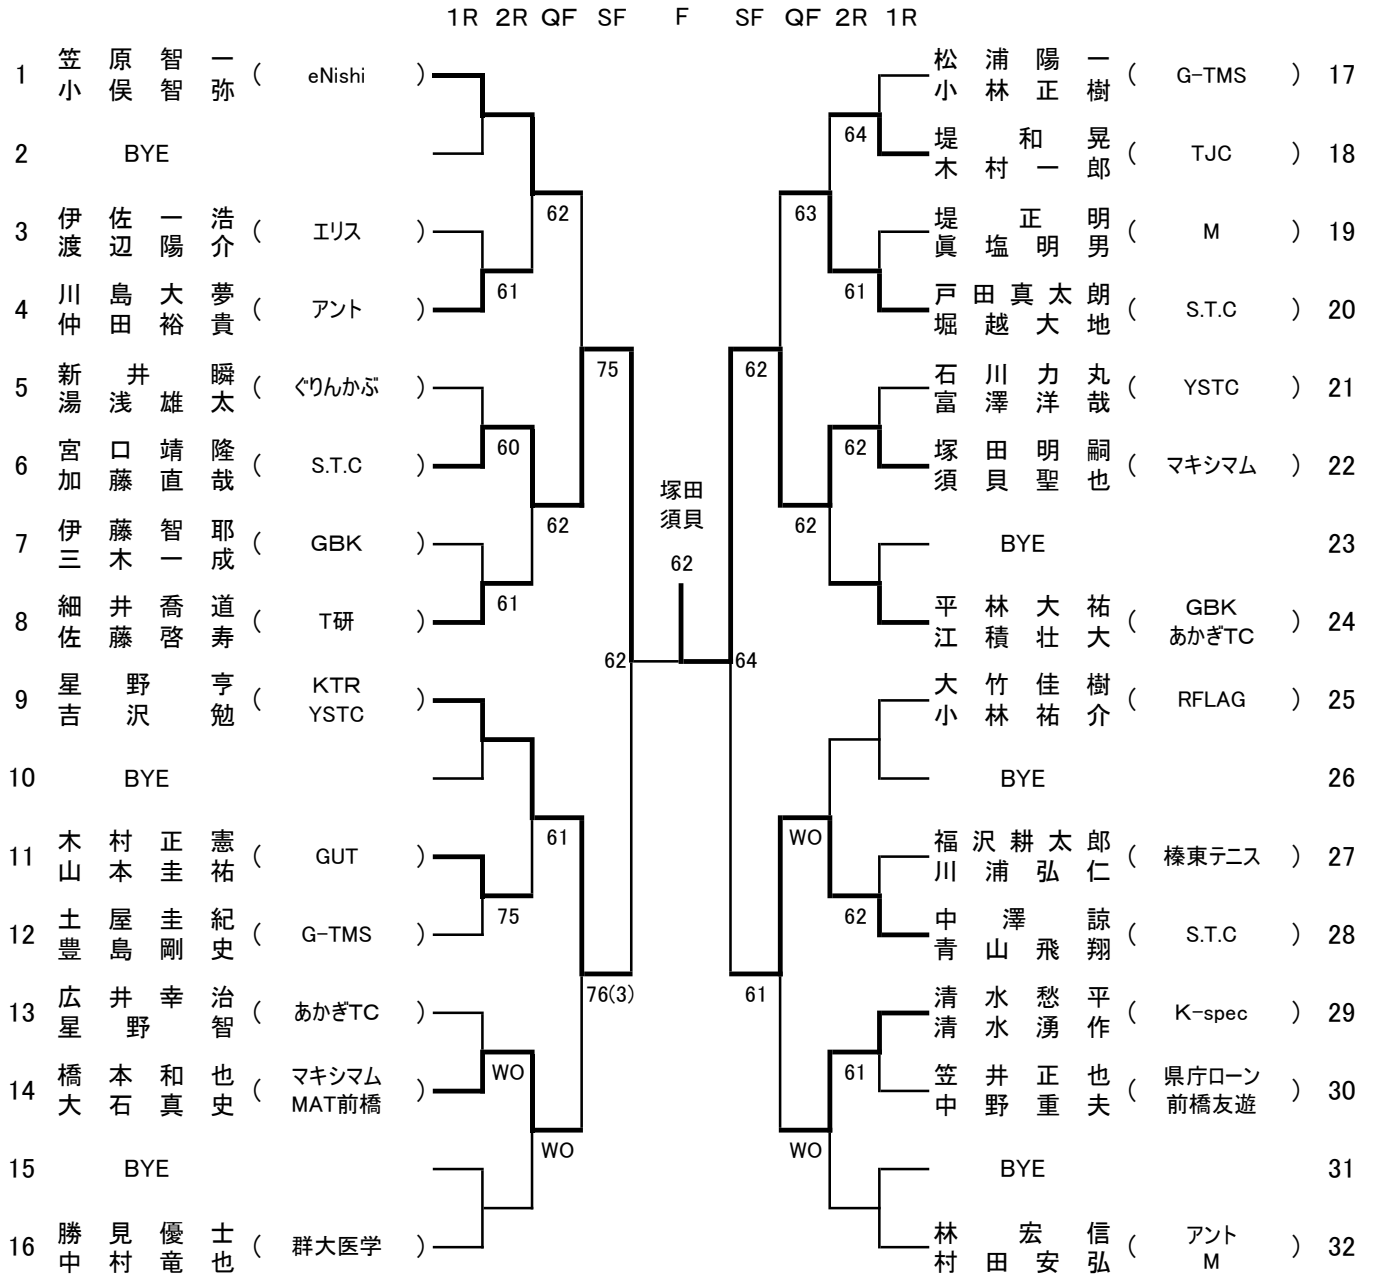 1R 2R QF SF F SF QF 2R 1R
1 笠原智一 ( eNishi )
小俣智弥
2 BYE
3 伊佐一浩 ( エリス )
渡辺陽介
4 川島大夢 ( アント )
仲田裕貴
5 新井瞬 ( ぐりんかぶ )
湯浅雄太
6 宮口靖隆 ( S.T.C )
加藤直哉
7 伊藤智耶 ( GBK )
三木一成
8 細井喬道 ( T研 )
佐藤啓寿
9 星野亨 ( KTR )
吉沢勉 YSTC
10 BYE
11 木村正憲 ( GUT )
山本圭祐
12 土屋圭紀 ( G-TMS )
豊島剛史
13 広井幸治 ( あかぎTC )
星野智
14 橋本和也 ( マキシマム )
大石真史 MAT前橋
15 BYE
16 勝見優士 ( 群大医学 )
中村竜也
61
60
61
75
WO
62
62
61
WO
75
76(3)
62
塚田
須貝
62
64
62
61
63
62
WO
WO
64
61
62
62
61
松浦陽一 ( G-TMS ) 17
小林正樹
堤和晃 ( TJC ) 18
木村一郎
堤正明 ( M ) 19
眞塩明男
戸田真太朗 ( S.T.C ) 20
堀越大地
石川力丸 ( YSTC ) 21
富澤洋哉
塚田明嗣 ( マキシマム ) 22
須貝聖也
BYE 23
平林大祐 ( GBK ) 24
江積壮大 あかぎTC
大竹佳樹 ( RFLAG ) 25
小林祐介
BYE 26
福沢耕太郎 ( 榛東テニス ) 27
川浦弘仁
中澤諒 ( S.T.C ) 28
青山飛翔
清水愁平 ( K-spec ) 29
清水湧作
笠井正也 ( 県庁ローン ) 30
中野重夫 前橋友遊
BYE 31
林宏信 ( アント ) 32
村田安弘 M